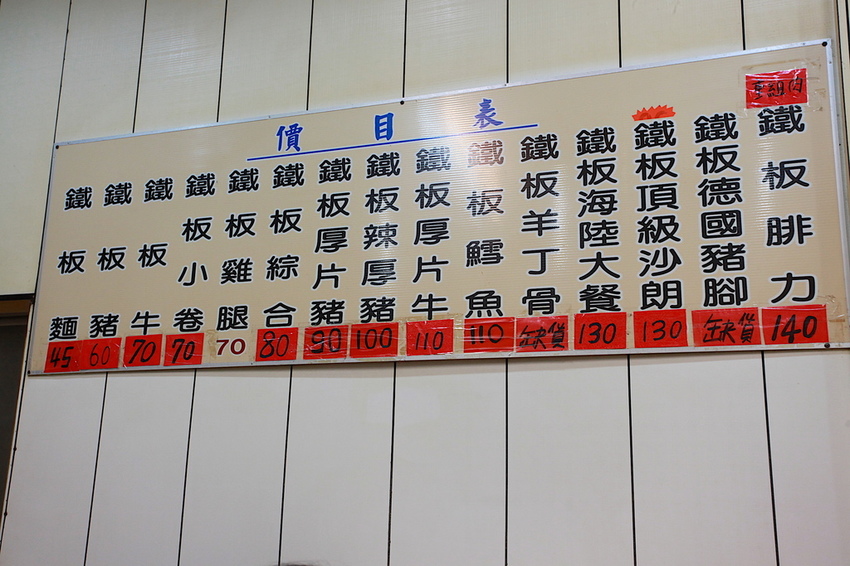 價目表
鐵板麵 45
鐵板豬 60
鐵板牛 70
鐵板小卷 70
鐵板雞腿 70
鐵板綜合 80
鐵板厚片豬 90
鐵板辣厚豬 100
鐵板厚片牛 110
鐵板鱈魚 110
鐵板羊丁骨 缺貨
鐵板海陸大餐 130
鐵板頂級沙朗 130
鐵板德國豬腳 缺貨
重組肉
鐵板腓力 140